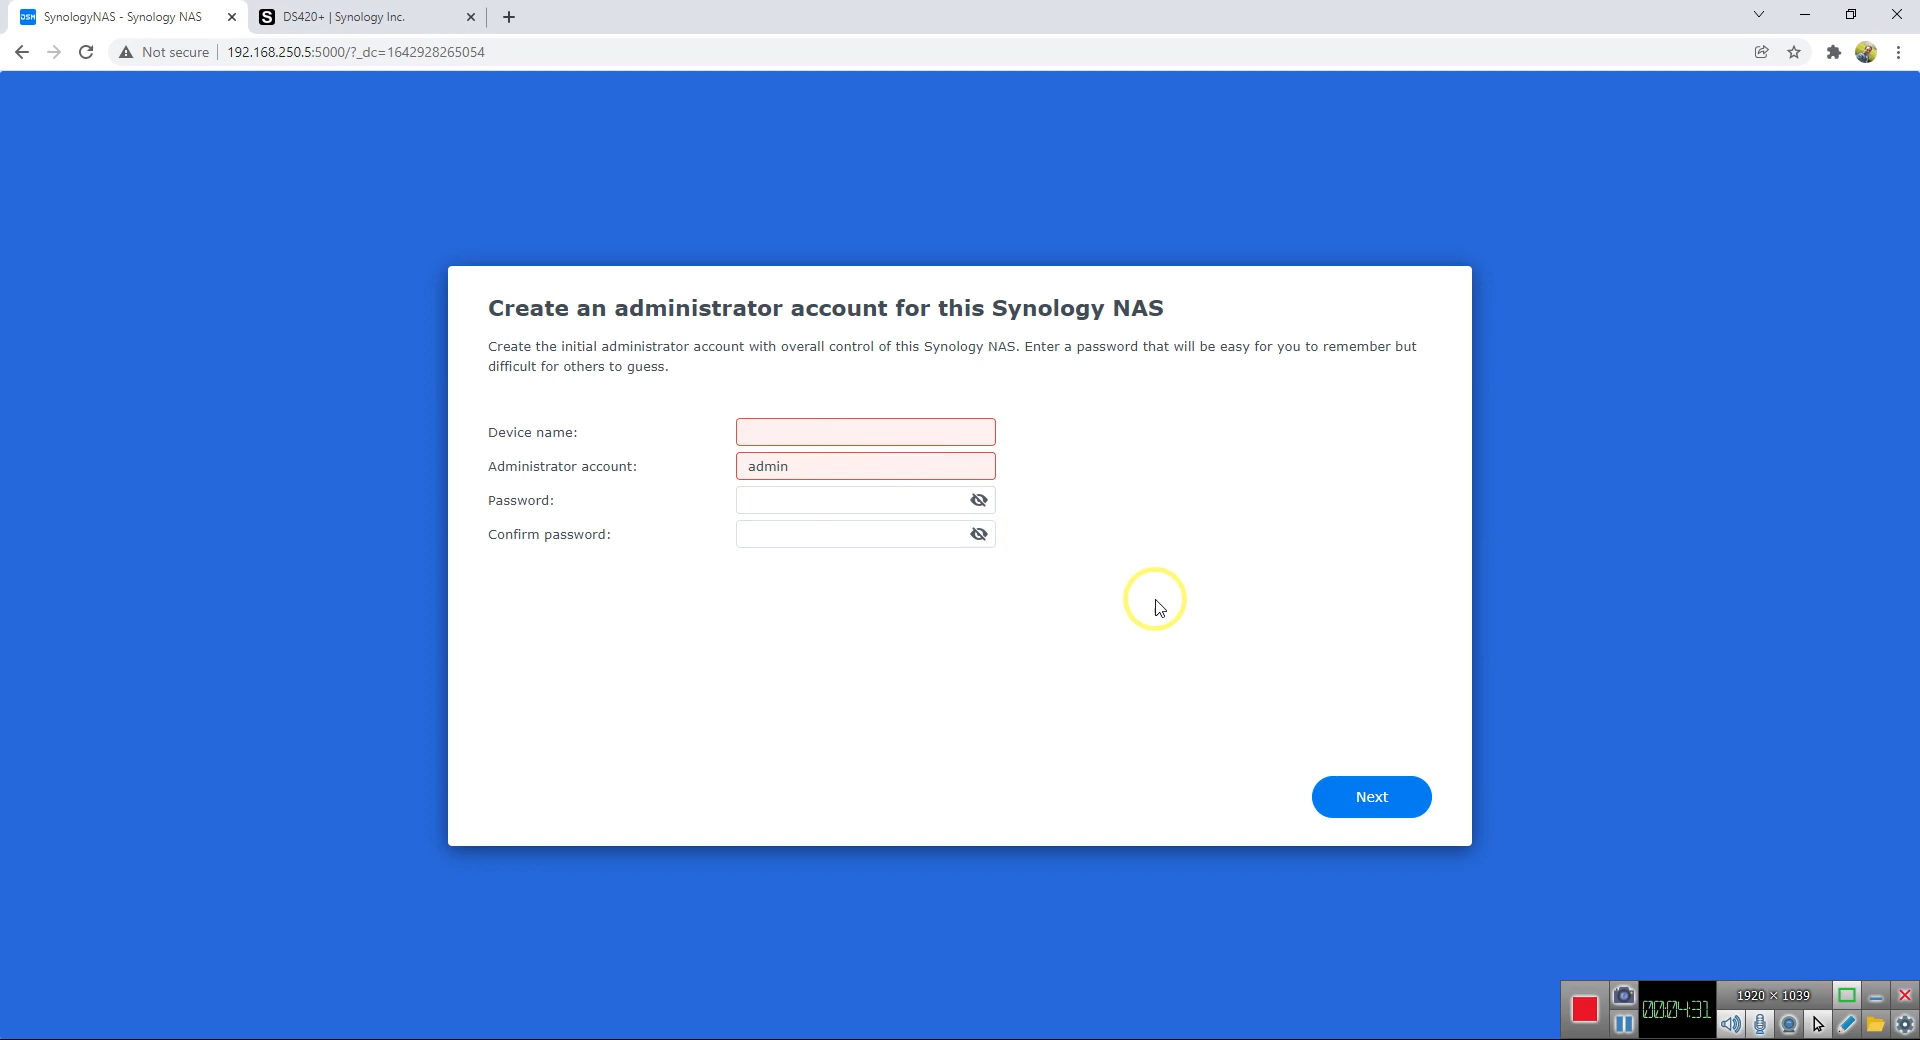 SynologyNAS - Synology NAS
DS420+ | Synology Inc.
Not secure
192.168.250.5:5000/?_dc=1642928265054
Create an administrator account for this Synology NAS
Create the initial administrator account with overall control of this Synology NAS. Enter a password that will be easy for you to remember but
difficult for others to guess.
Device name:
Administrator account:
admin
Password:
Confirm password:
Next
1920 × 1039
00:04:31